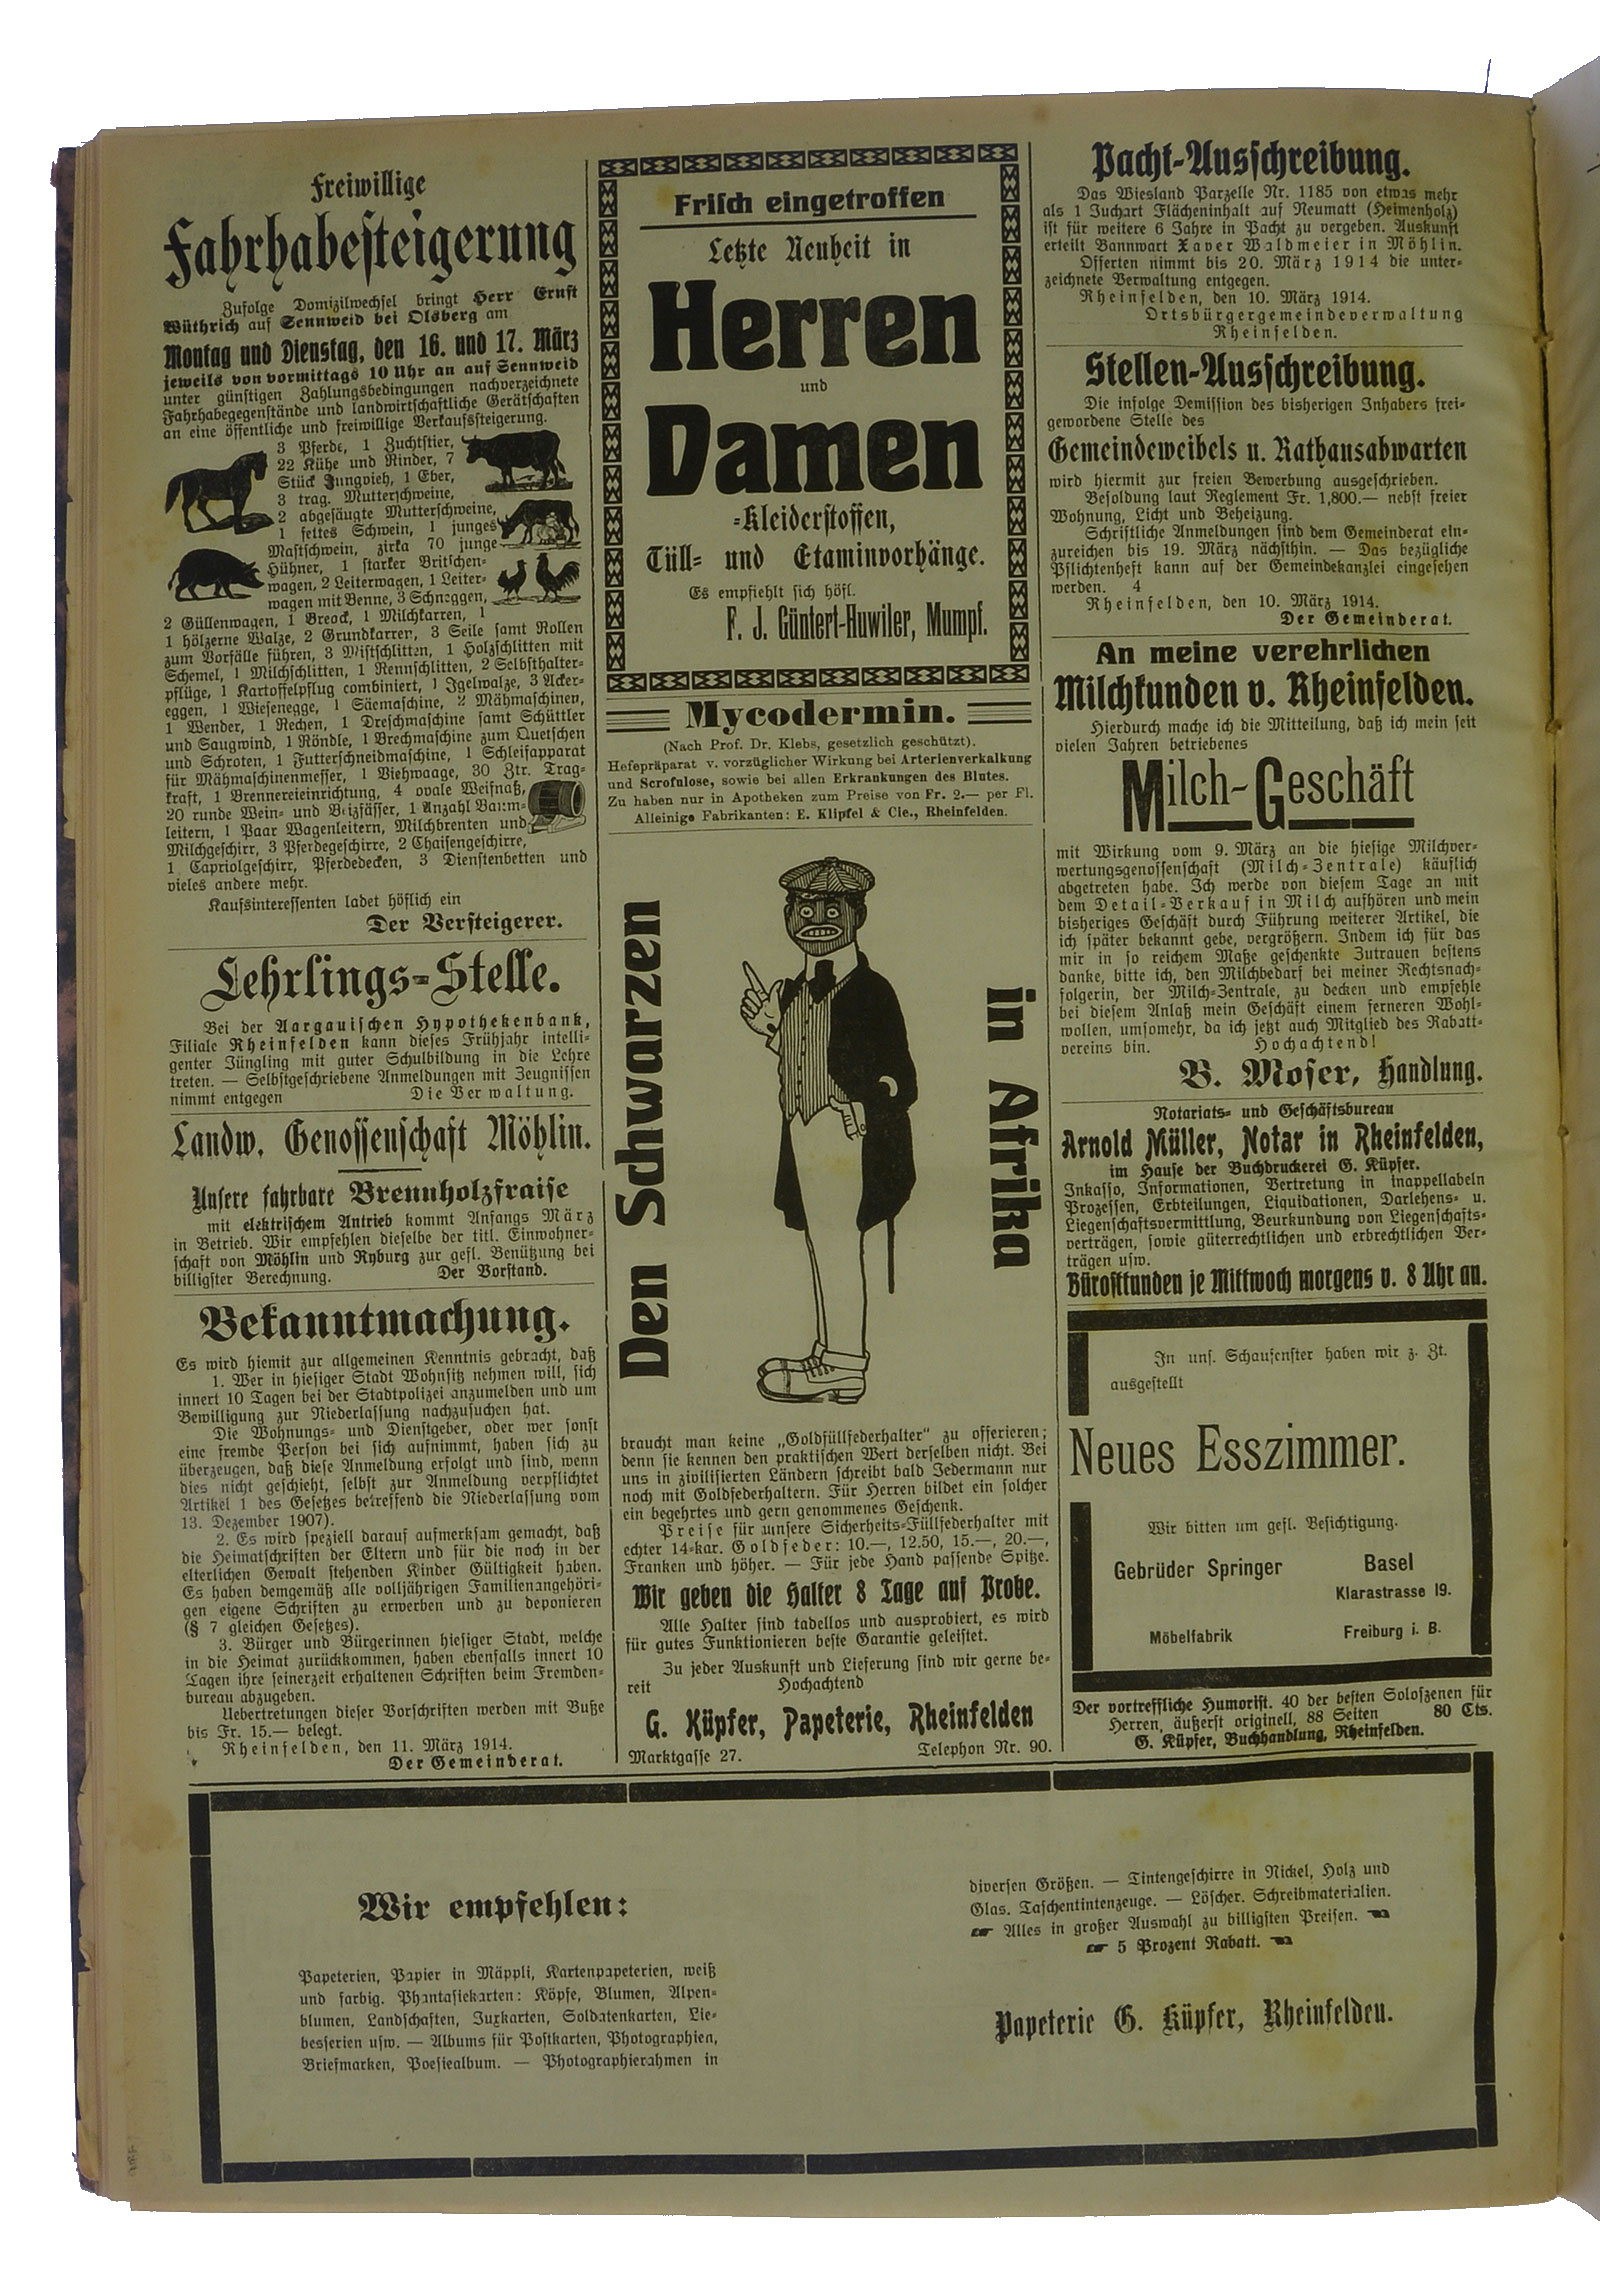 Freiwillige
Fahrhabesteigerung
Zufolge Domizilwechsel bringt Herr Ernst
Wüthrich auf Sennweid bei Olsberg am
Montag und Dienstag, den 16. und 17. März
jeweils von vormittags 10 Uhr an auf Sennweid
unter günstigen Zahlungsbedingungen nachverzeichnete
Fahrhabegegenstände und landwirtschaftliche Gerätschaften
an eine öffentliche und freiwillige Verkaufssteigerung.
3 Pferde, 1 Zuchtstier,
22 Kühe und Rinder, 7
Stück Jungvieh, 1 Eber,
3 trag. Mutterschweine,
2 abgesäugte Mutterschweine,
1 fettes Schwein, 1 junges
Mastschwein, zirka 70 junge
Hühner, 1 starker Britschen-
wagen, 2 Leiterwagen, 1 Leiter-
wagen mit Benne, 3 Schneggen,
2 Güllenwagen, 1 Break, 1 Milchkarren, 1
1 hölzerne Walze, 2 Grundkarren, 3 Seile samt Rollen
zum Vorfälle führen, 3 Mistschlitten, 1 Holzschlitten mit
Schemel, 1 Milchschlitten, 1 Rennschlitten, 2 Selbsthalter-
pflüge, 1 Kartoffelpflug combiniert, 1 Igelwalze, 3 Acker-
eggen, 1 Wiesenegge, 1 Säemaschine, 2 Mähmaschinen,
1 Wender, 1 Rechen, 1 Dreschmaschine samt Schüttler
und Saugwind, 1 Röndle, 1 Brechmaschine zum Quetschen
und Schroten, 1 Futterschneidmaschine, 1 Schleifapparat
für Mähmaschinenmesser, 1 Viehwaage, 30 Ztr. Trag-
kraft, 1 Brennereieinrichtung, 4 ovale Weinfaß,
20 runde Wein- und Beizfässer, 1 Anzahl Baum-
leitern, 1 Paar Wagenleitern, Milchbrenten und
Milchgeschirr, 3 Pferdegeschirre, 2 Chaisengeschirre,
1 Capriolgeschirr, Pferdedecken, 3 Dienstenbetten und
vieles andere mehr.
Kaufsinteressenten ladet höflich ein
Der Versteigerer.
Lehrlings-Stelle.
Bei der Aargauischen Hypothekenbank,
Filiale Rheinfelden kann dieses Frühjahr intelli-
genter Jüngling mit guter Schulbildung in die Lehre
treten. — Selbstgeschriebene Anmeldungen mit Zeugnissen
nimmt entgegen Die Verwaltung.
Landw. Genossenschaft Möhlin.
Unsere fahrbare Brennholzfraise
mit elektrischem Antrieb kommt Anfangs März
in Betrieb. Wir empfehlen dieselbe der titl. Einwohner-
schaft von Möhlin und Ryburg zur gefl. Benützung bei
billigster Berechnung. Der Vorstand.
Bekanntmachung.
Es wird hiemit zur allgemeinen Kenntnis gebracht, daß
1. Wer in hiesiger Stadt Wohnsitz nehmen will, sich
innert 10 Tagen bei der Stadtpolizei anzumelden und um
Bewilligung zur Niederlassung nachzusuchen hat.
Die Wohnungs- und Dienstgeber, oder wer sonst
eine fremde Person bei sich aufnimmt, haben sich zu
überzeugen, daß diese Anmeldung erfolgt und sind, wenn
dies nicht geschieht, selbst zur Anmeldung verpflichtet
Artikel 1 des Gesetzes betreffend die Niederlassung vom
13. Dezember 1907).
2. Es wird speziell darauf aufmerksam gemacht, daß
die Heimatschriften der Eltern und für die noch in der
elterlichen Gewalt stehenden Kinder Gültigkeit haben.
Es haben demgemäß alle volljährigen Familienangehöri-
gen eigene Schriften zu erwerben und zu deponieren
(§ 7 gleichen Gesetzes).
3. Bürger und Bürgerinnen hiesiger Stadt, welche
in die Heimat zurückkommen, haben ebenfalls innert 10
Tagen ihre seinerzeit erhaltenen Schriften beim Fremden-
bureau abzugeben.
Uebertretungen dieser Vorschriften werden mit Buße
bis Fr. 15.— belegt.
Rheinfelden, den 11. März 1914.
Der Gemeinderat.
Frisch eingetroffen
Letzte Neuheit in
Herren
und
Damen
-Kleiderstoffen,
Tüll- und Etaminvorhänge.
Es empfiehlt sich höfl.
F. J. Güntert-Huwiler, Mumpf.
Mycodermin.
(Nach Prof. Dr. Klebs, gesetzlich geschützt).
Hefepräparat v. vorzüglicher Wirkung bei Arterienverkalkung
und Scrofulose, sowie bei allen Erkrankungen des Blutes.
Zu haben nur in Apotheken zum Preise von Fr. 2.— per Fl.
Alleinige Fabrikanten: E. Klipfel & Cie., Rheinfelden.
Den Schwarzen
in Afrika
braucht man keine „Goldfüllfederhalter“ zu offerieren;
denn sie kennen den praktischen Wert derselben nicht. Bei
uns in zivilisierten Ländern schreibt bald Jedermann nur
noch mit Goldfederhaltern. Für Herren bildet ein solcher
ein begehrtes und gern genommenes Geschenk.
Preise für unsere Sicherheits-Füllfederhalter mit
echter 14-kar. Goldfeder: 10.—, 12.50, 15.—, 20.—,
Franken und höher. — Für jede Hand passende Spitze.
Wir geben die Halter 8 Tage auf Probe.
Alle Halter sind tadellos und ausprobiert, es wird
für gutes Funktionieren beste Garantie geleistet.
Zu jeder Auskunft und Lieferung sind wir gerne be-
reit Hochachtend
G. Küpfer, Papeterie, Rheinfelden
Marktgasse 27. Telephon Nr. 90.
Pacht-Ausschreibung.
Das Wiesland Parzelle Nr. 1185 von etwas mehr
als 1 Juchart Flächeninhalt auf Neumatt (Heimenholz)
ist für weitere 6 Jahre in Pacht zu vergeben. Auskunft
erteilt Bannwart Xaver Waldmeier in Möhlin.
Offerten nimmt bis 20. März 1914 die unter-
zeichnete Verwaltung entgegen.
Rheinfelden, den 10. März 1914.
Ortsbürgergemeindeverwaltung
Rheinfelden.
Stellen-Ausschreibung.
Die infolge Demission des bisherigen Inhabers frei-
gewordene Stelle des
Gemeindeweibels u. Rathausabwarten
wird hiermit zur freien Bewerbung ausgeschrieben.
Besoldung laut Reglement Fr. 1,800.— nebst freier
Wohnung, Licht und Beheizung.
Schriftliche Anmeldungen sind dem Gemeinderat ein-
zureichen bis 19. März nächsthin. — Das bezügliche
Pflichtenheft kann auf der Gemeindekanzlei eingesehen
werden. 4
Rheinfelden, den 10. März 1914.
Der Gemeinderat.
An meine verehrlichen
Milchkunden v. Rheinfelden.
Hierdurch mache ich die Mitteilung, daß ich mein seit
vielen Jahren betriebenes
Milch-Geschäft
mit Wirkung vom 9. März an die hiesige Milchver-
wertungsgenossenschaft (Milch-Zentrale) käuflich
abgetreten habe. Ich werde von diesem Tage an mit
dem Detail-Verkauf in Milch aufhören und mein
bisheriges Geschäft durch Führung weiterer Artikel, die
ich später bekannt gebe, vergrößern. Indem ich für das
mir in so reichem Maße geschenkte Zutrauen bestens
danke, bitte ich, den Milchbedarf bei meiner Rechtsnach-
folgerin, der Milch-Zentrale, zu decken und empfehle
bei diesem Anlaß mein Geschäft einem ferneren Wohl-
wollen, umsomehr, da ich jetzt auch Mitglied des Rabatt-
vereins bin. Hochachtend!
B. Moser, Handlung.
Notariats- und Geschäftsbureau
Arnold Müller, Notar in Rheinfelden,
im Hause der Buchdruckerei G. Küpfer.
Inkasso, Informationen, Vertretung in inappellabeln
Prozessen, Erbteilungen, Liquidationen, Darlehens- u.
Liegenschaftsvermittlung, Beurkundung von Liegenschafts-
verträgen, sowie güterrechtlichen und erbrechtlichen Ver-
trägen usw.
Bürostunden je Mittwoch morgens v. 8 Uhr an.
In uns. Schaufenster haben wir z. Zt.
ausgestellt
Neues Esszimmer.
Wir bitten um gefl. Besichtigung.
Gebrüder Springer Basel
Klarastrasse 19.
Möbelfabrik Freiburg i. B.
Der vortreffliche Humorist. 40 der besten Soloszenen für
Herren, äußerst originell, 88 Seiten 80 Cts.
G. Küpfer, Buchhandlung, Rheinfelden.
Wir empfehlen:
Papeterien, Papier in Mäppli, Kartenpapeterien, weiß
und farbig. Phantasiekarten: Köpfe, Blumen, Alpen-
blumen, Landschaften, Juxkarten, Soldatenkarten, Lie-
besserien usw. — Albums für Postkarten, Photographien,
Briefmarken, Poesiealbum. — Photographierahmen in
diversen Größen. — Tintengeschirre in Nickel, Holz und
Glas. Taschentintenzeuge. — Löscher. Schreibmaterialien.
☛ Alles in großer Auswahl zu billigsten Preisen. ☚
☛ 5 Prozent Rabatt. ☚
Papeterie G. Küpfer, Rheinfelden.